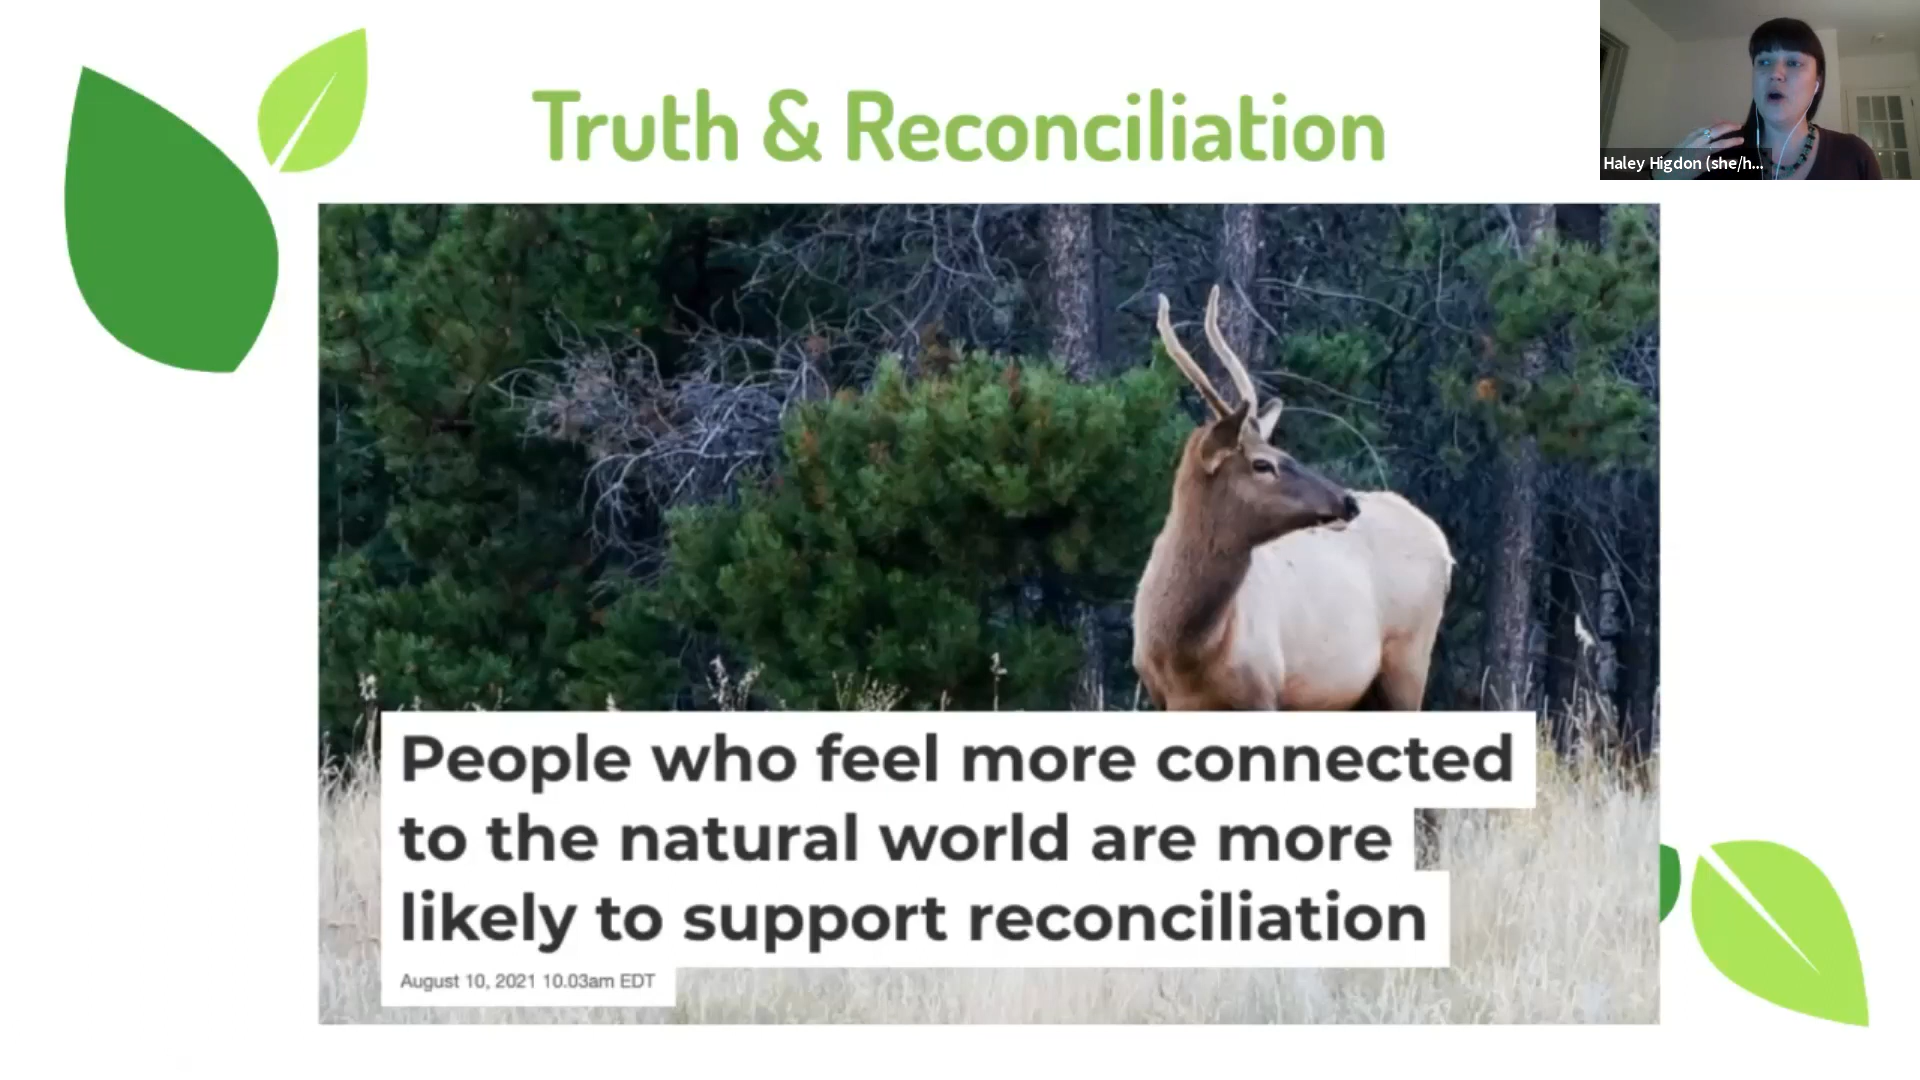 Truth & Reconciliation
Haley Higdon (she/h...
People who feel more connected
to the natural world are more
likely to support reconciliation
August 10, 2021 10.03am EDT